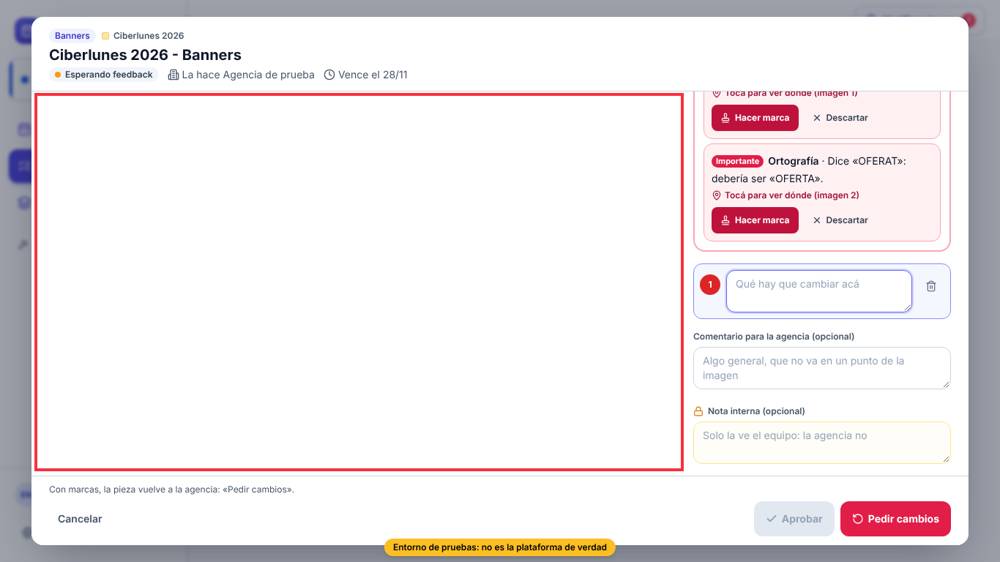 Banners Ciberlunes 2026
Ciberlunes 2026 - Banners
Esperando feedback La hace Agencia de prueba Vence el 28/11
Tocá para ver dónde (imagen 1)
Hacer marca Descartar
Importante Ortografía · Dice «OFERAT»:
debería ser «OFERTA».
Tocá para ver dónde (imagen 2)
Hacer marca Descartar
1 Qué hay que cambiar acá
Comentario para la agencia (opcional)
Algo general, que no va en un punto de la
imagen
Nota interna (opcional)
Solo la ve el equipo: la agencia no
Con marcas, la pieza vuelve a la agencia: «Pedir cambios».
Cancelar Aprobar Pedir cambios
Entorno de pruebas: no es la plataforma de verdad